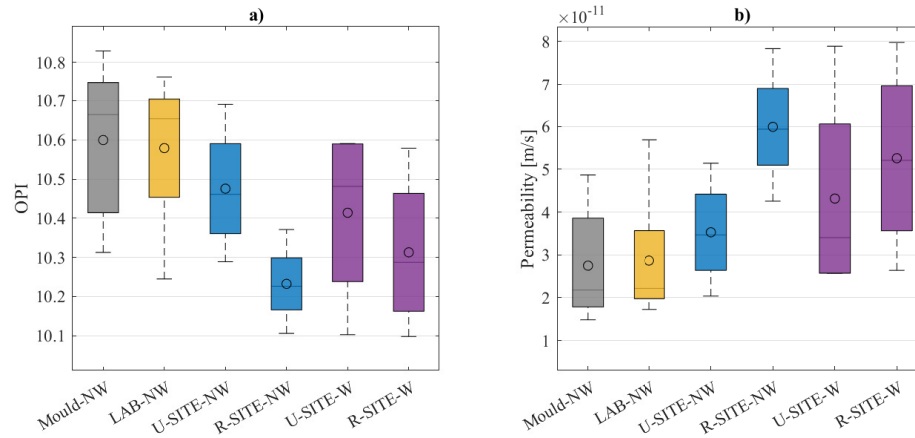 a)
OPI
10.8
10.7
10.6
10.5
10.4
10.3
10.2
10.1
Mould-NW
LAB-NW
U-SITE-NW
R-SITE-NW
U-SITE-W
R-SITE-W
b)
×10⁻¹¹
Permeability [m/s]
8
7
6
5
4
3
2
1
Mould-NW
LAB-NW
U-SITE-NW
R-SITE-NW
U-SITE-W
R-SITE-W